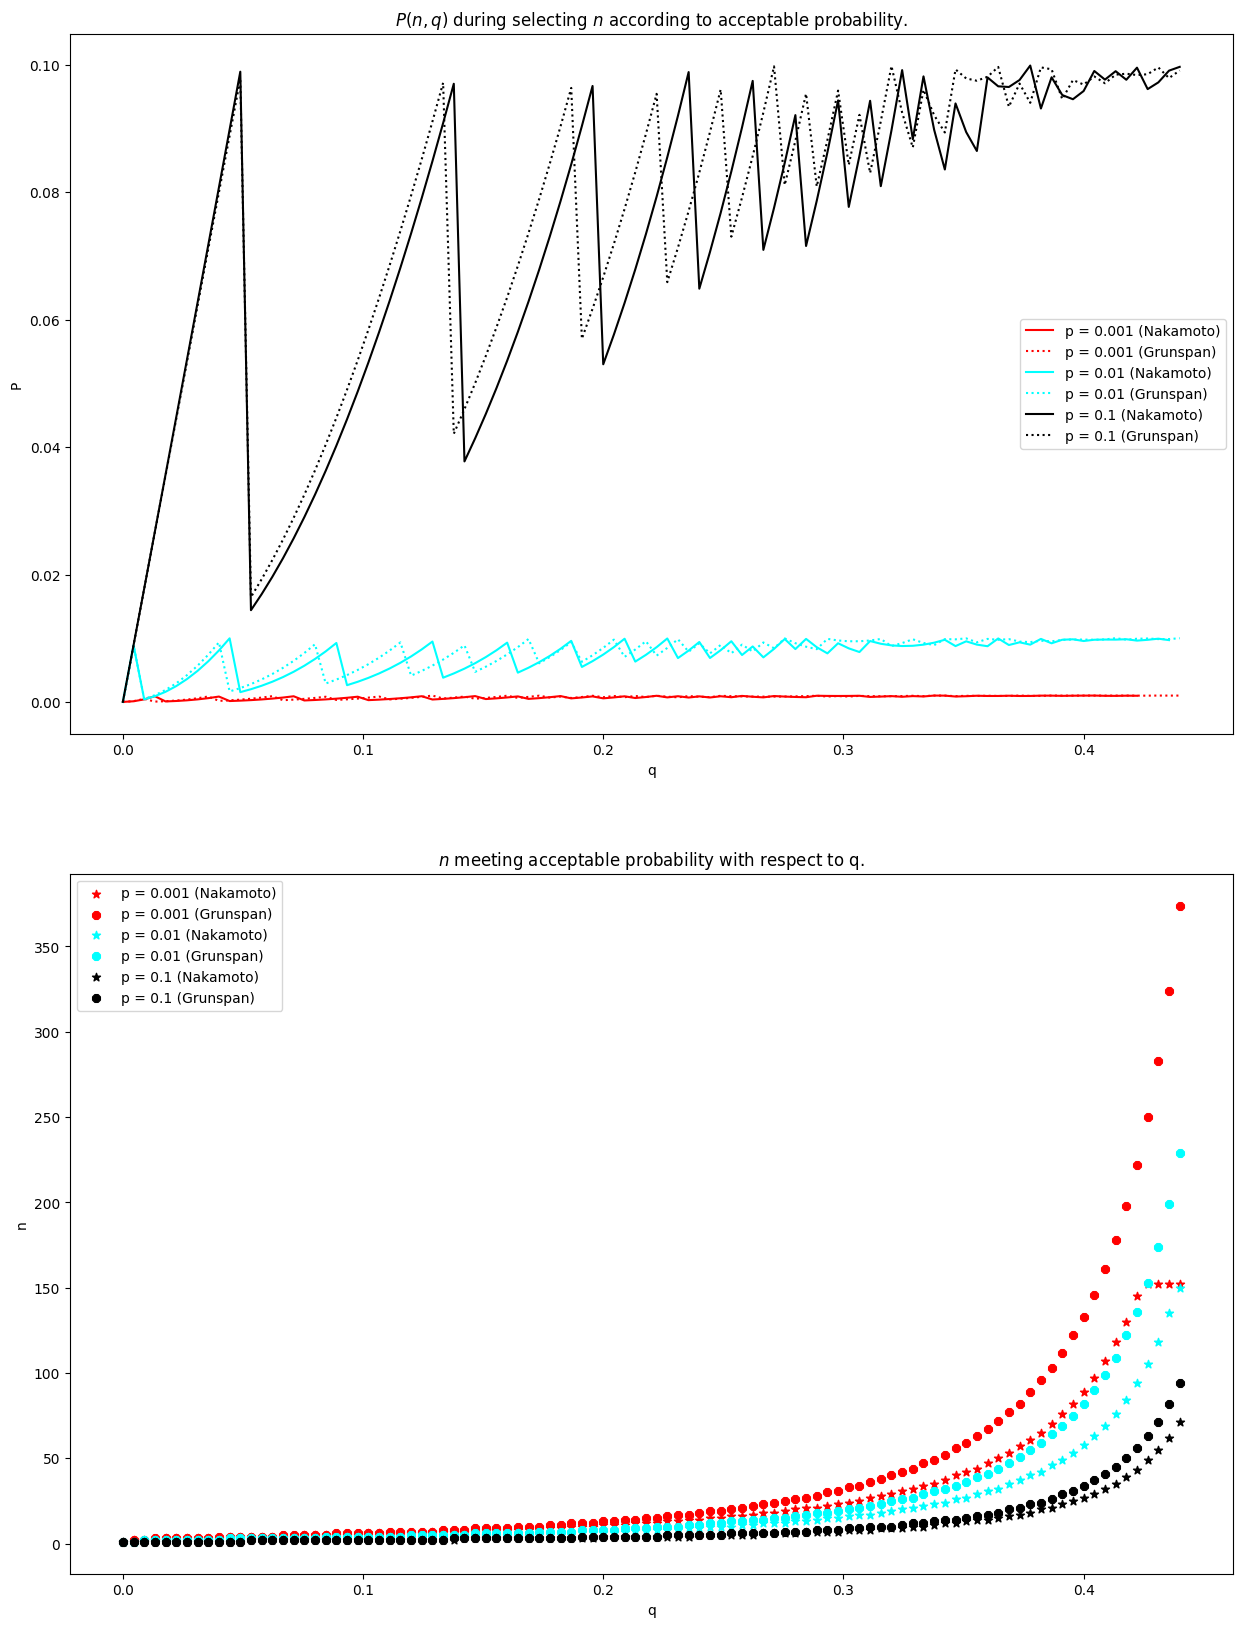 P(n, q) during selecting n according to acceptable probability.
0.10
0.08
0.06
0.04
0.02
0.00
P
p = 0.001 (Nakamoto)
p = 0.001 (Grunspan)
p = 0.01 (Nakamoto)
p = 0.01 (Grunspan)
p = 0.1 (Nakamoto)
p = 0.1 (Grunspan)
0.0 0.1 0.2 0.3 0.4
q
n meeting acceptable probability with respect to q.
p = 0.001 (Nakamoto)
p = 0.001 (Grunspan)
p = 0.01 (Nakamoto)
p = 0.01 (Grunspan)
p = 0.1 (Nakamoto)
p = 0.1 (Grunspan)
350
300
250
200
150
100
50
0
n
0.0 0.1 0.2 0.3 0.4
q